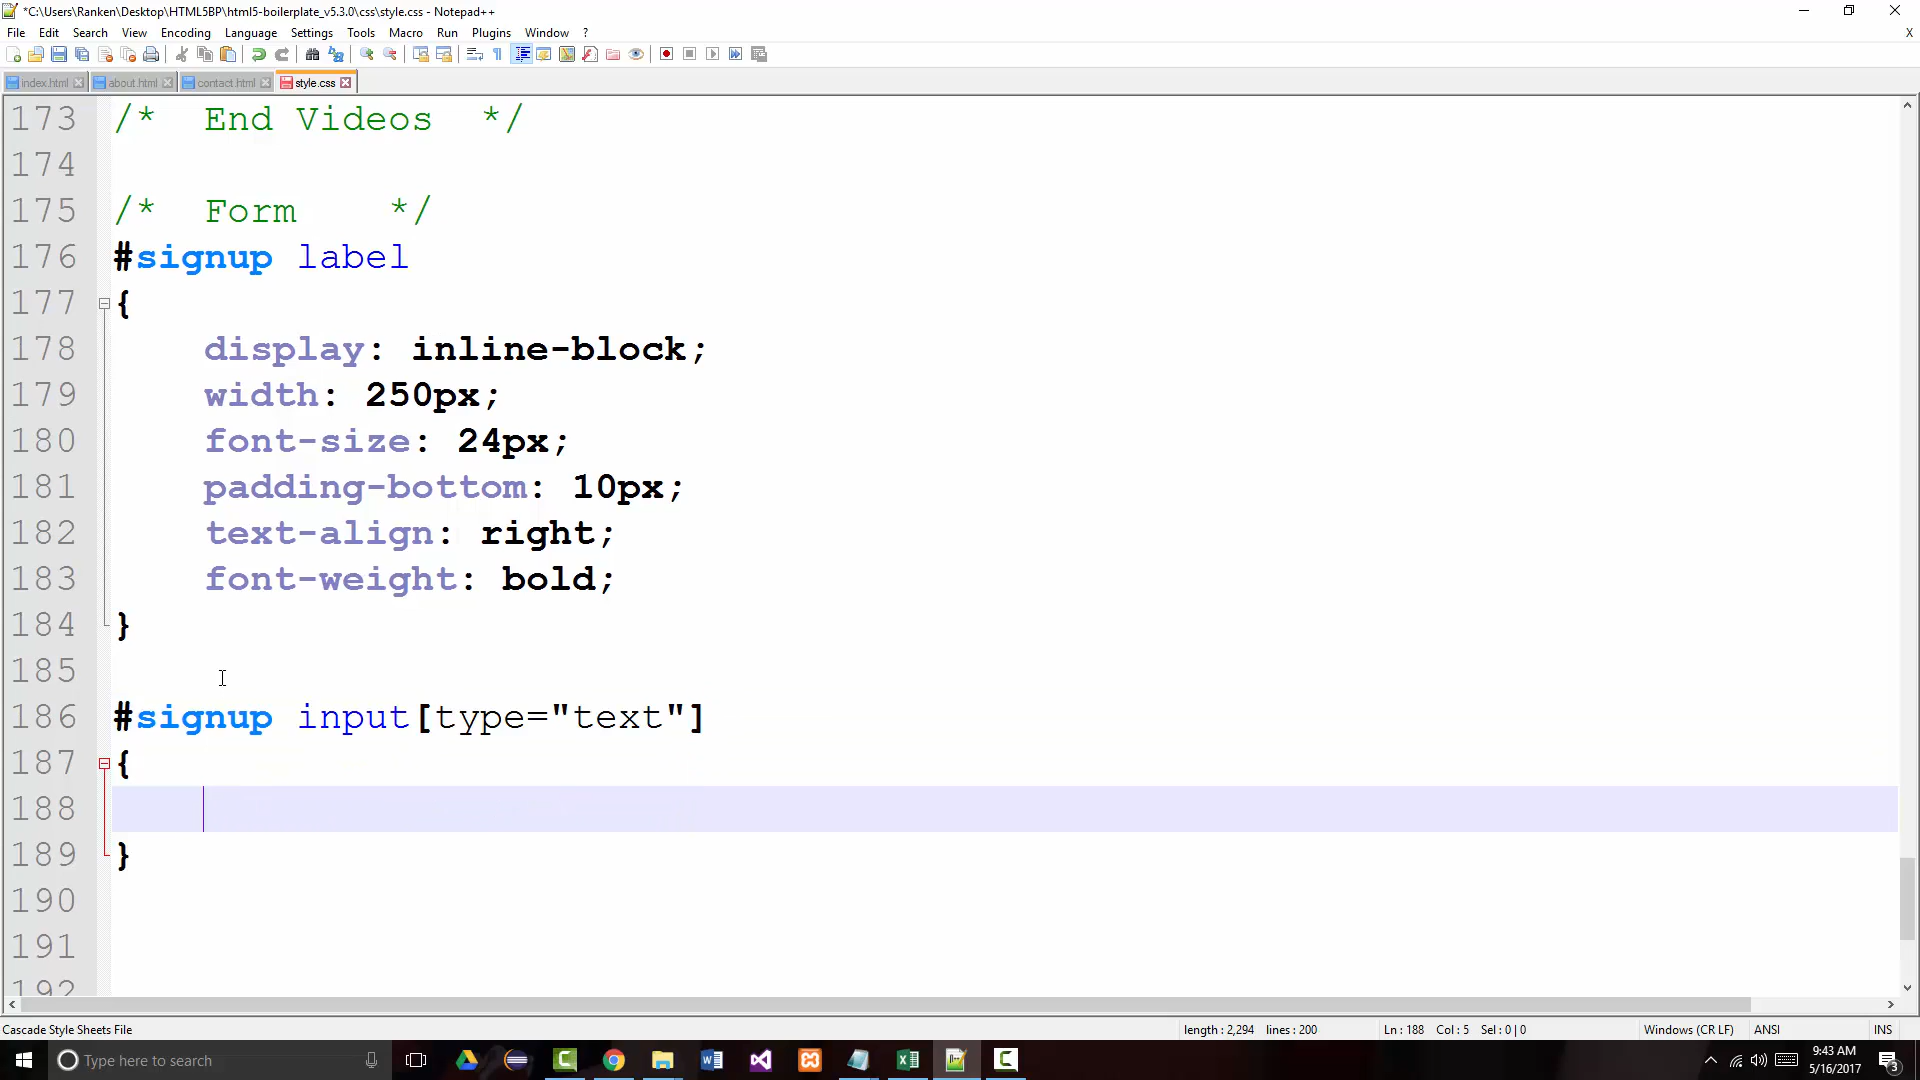 *C:\Users\Ranken\Desktop\HTML5BP\html5-boilerplate_v5.3.0\css\style.css - Notepad++
File Edit Search View Encoding Language Settings Tools Macro Run Plugins Window ? X
index.html about.html contact.html style.css
173 /*  End Videos  */
174
175 /*  Form    */
176 #signup label
177 {
178     display: inline-block;
179     width: 250px;
180     font-size: 24px;
181     padding-bottom: 10px;
182     text-align: right;
183     font-weight: bold;
184 }
185
186 #signup input[type="text"]
187 {
188
189 }
190
191
192
Cascade Style Sheets File length : 2,294 lines : 200 Ln : 188 Col : 5 Sel : 0 | 0 Windows (CR LF) ANSI INS
Type here to search 9:43 AM
5/16/2017 3